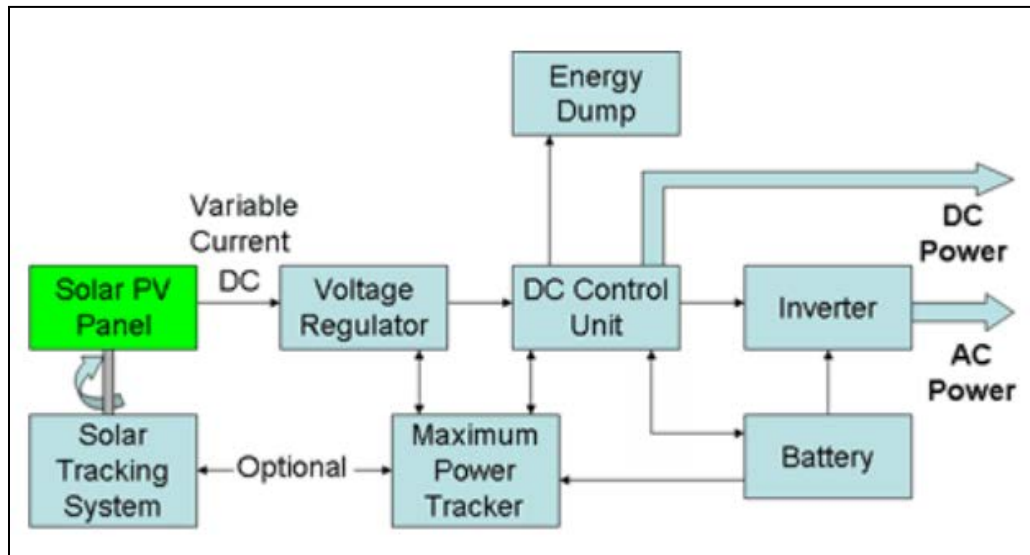 Energy
Dump
Variable
Current
DC
DC
Power
Solar PV
Panel
Voltage
Regulator
DC Control
Unit
Inverter
AC
Power
Solar
Tracking
System
Optional
Maximum
Power
Tracker
Battery